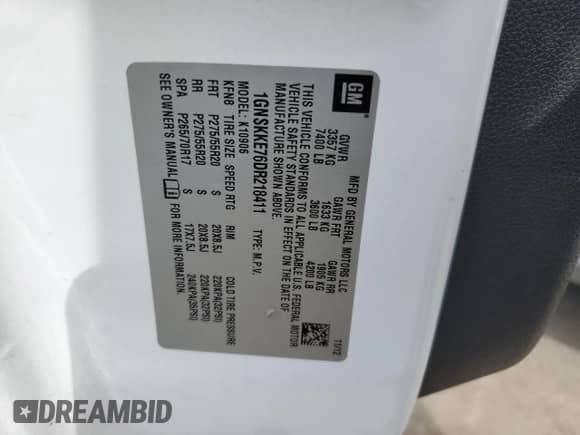 GM
MFD BY GENERAL MOTORS LLC 11/12
GVWR GAWR FRT GAWR RR
3357 KG 1633 KG 1905 KG
7400 LB 3600 LB 4200 LB
THIS VEHICLE CONFORMS TO ALL APPLICABLE U.S. FEDERAL MOTOR
VEHICLE SAFETY STANDARDS IN EFFECT ON THE DATE OF
MANUFACTURE SHOWN ABOVE.
1GNSKKE76DR218411 TYPE: M.P.V.
MODEL: K10906
KFNB TIRE SIZE SPEED RTG RIM COLD TIRE PRESSURE
FRT P275/55R20 S 20X8.5J 220KPA(32PSI)
RR P275/55R20 S 20X8.5J 220KPA(32PSI)
SPA P265/70R17 S 17X7.5J 240KPA(35PSI)
SEE OWNER'S MANUAL FOR MORE INFORMATION.
DREAMBID